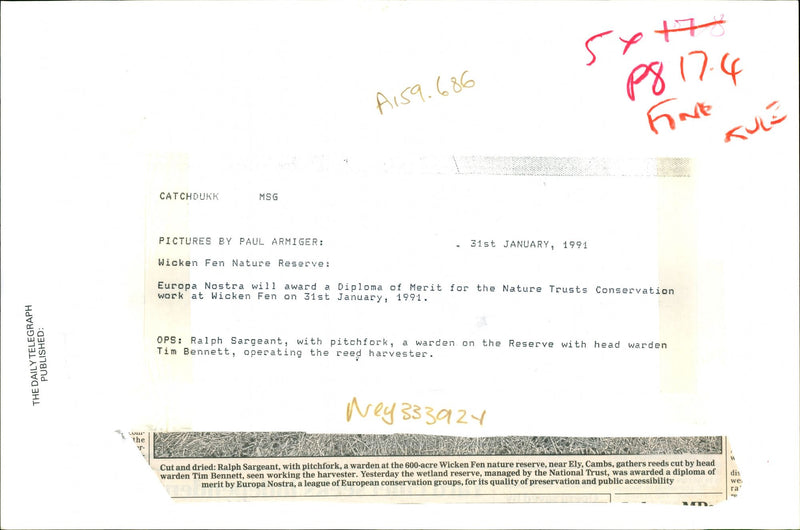 5 x 178
P8 17.4
FINE
RULE
A159.686
CATCHDUKK MSG
PICTURES BY PAUL ARMIGER: 31st JANUARY, 1991
Wicken Fen Nature Reserve:
Europa Nostra will award a Diploma of Merit for the Nature Trusts Conservation
work at Wicken Fen on 31st January, 1991.
OPS: Ralph Sargeant, with pitchfork, a warden on the Reserve with head warden
Tim Bennett, operating the reed harvester.
THE DAILY TELEGRAPH
PUBLISHED:
Neg 333924
the
Cut and dried: Ralph Sargeant, with pitchfork, a warden at the 600-acre Wicken Fen nature reserve, near Ely, Cambs, gathers reeds cut by head
warden Tim Bennett, seen working the harvester. Yesterday the wetland reserve, managed by the National Trust, was awarded a diploma of
merit by Europa Nostra, a league of European conservation groups, for its quality of preservation and public accessibility